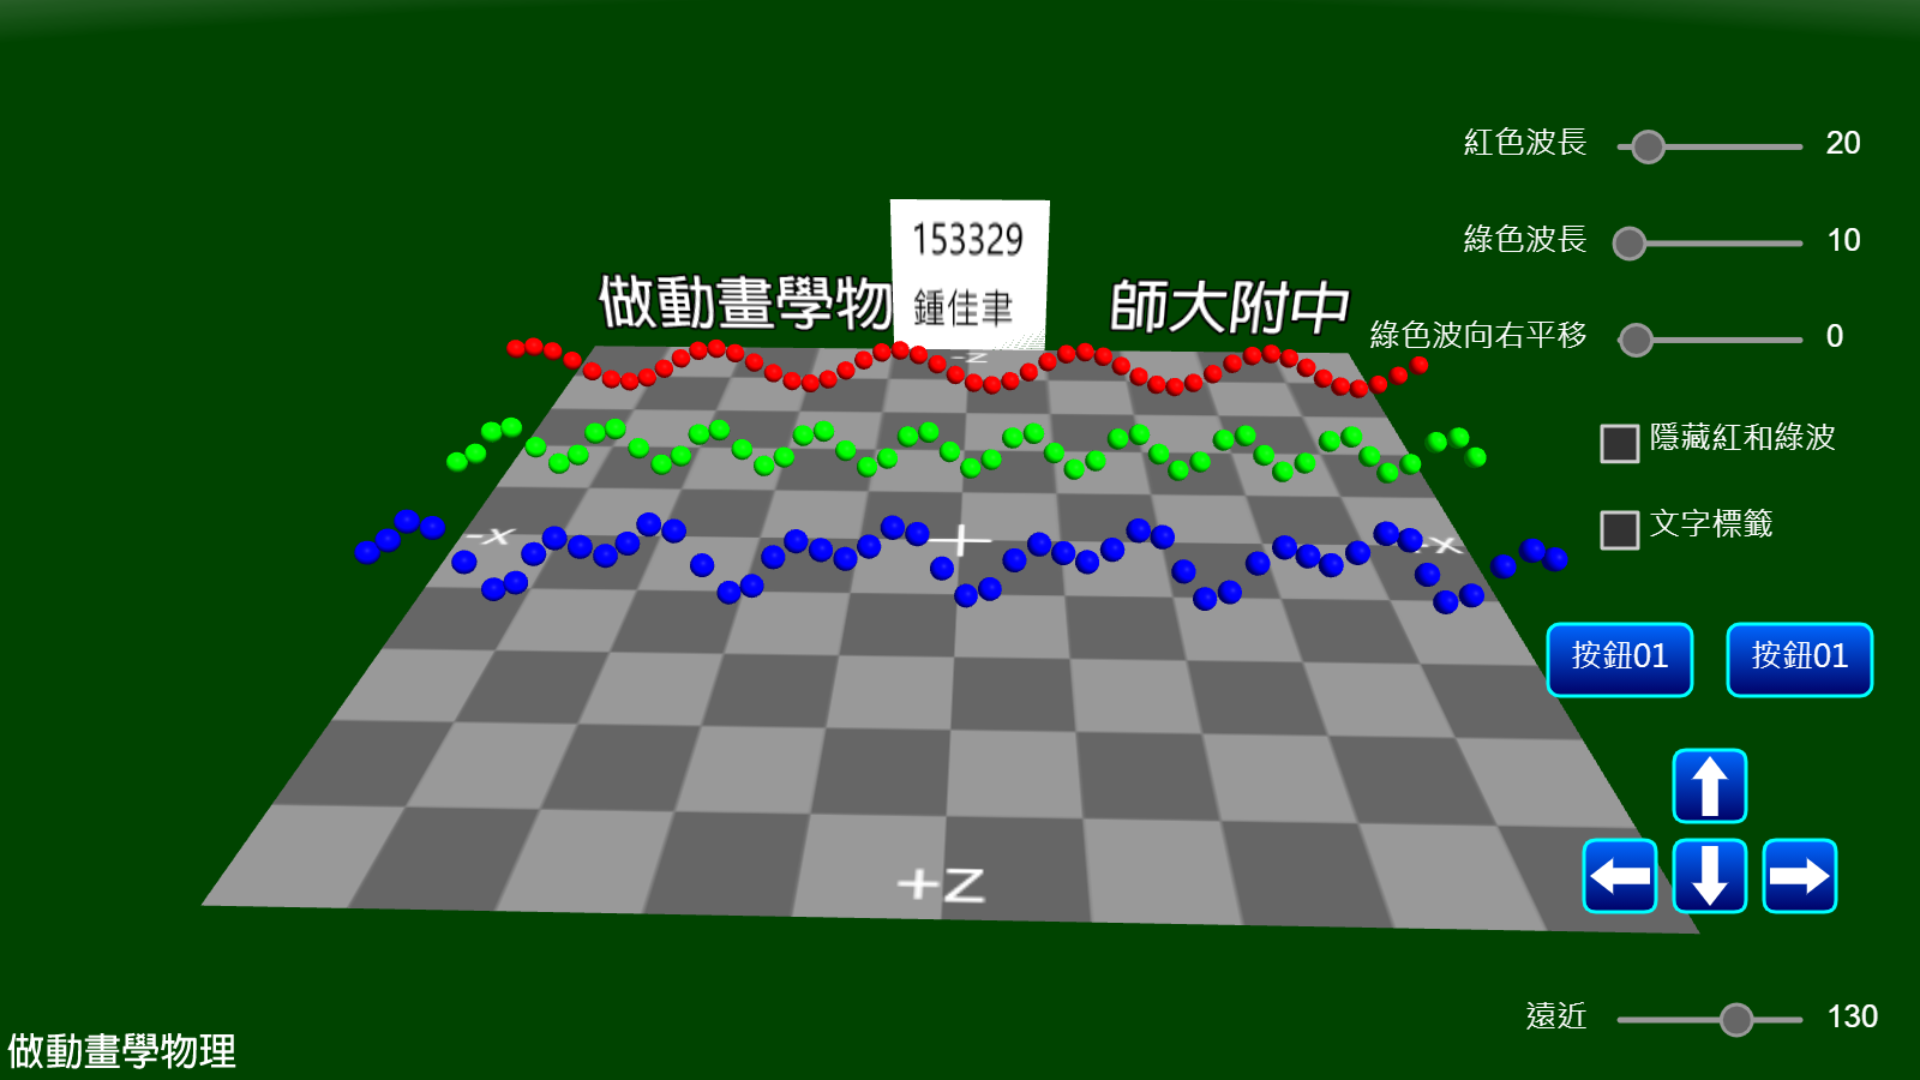 紅色波長 20
153329
鍾佳聿
綠色波長 10
做動畫學物
師大附中
綠色波向右平移 0
-Z
隱藏紅和綠波
文字標籤
-X
-X
按鈕01
按鈕01
+Z
遠近 130
做動畫學物理